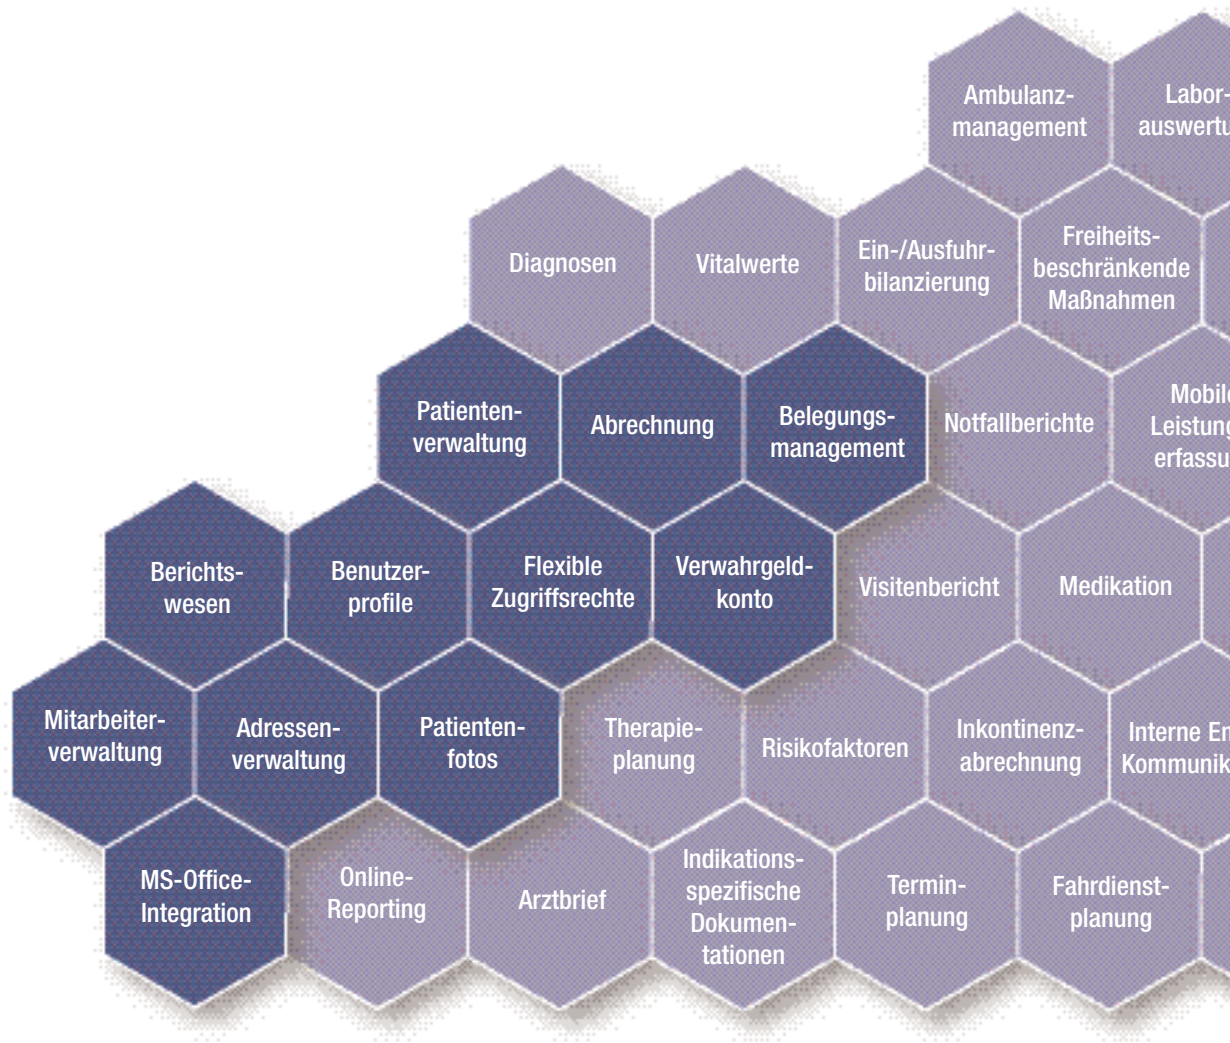 Ambulanz-
management
Labor-
Diagnosen
Vitalwerte
Ein-/Ausfuhr-
bilanzierung
Freiheits-
beschränkende
Maßnahmen
Patienten-
verwaltung
Abrechnung
Belegungs-
management
Notfallberichte
Berichts-
wesen
Benutzer-
profile
Flexible
Zugriffsrechte
Verwahrgeld-
konto
Visitenbericht
Medikation
Mitarbeiter-
verwaltung
Adressen-
verwaltung
Patienten-
fotos
Therapie-
planung
Risikofaktoren
Inkontinenz-
abrechnung
Interne
MS-Office-
Integration
Online-
Reporting
Arztbrief
Indikations-
spezifische
Dokumen-
tationen
Termin-
planung
Fahrdienst-
planung